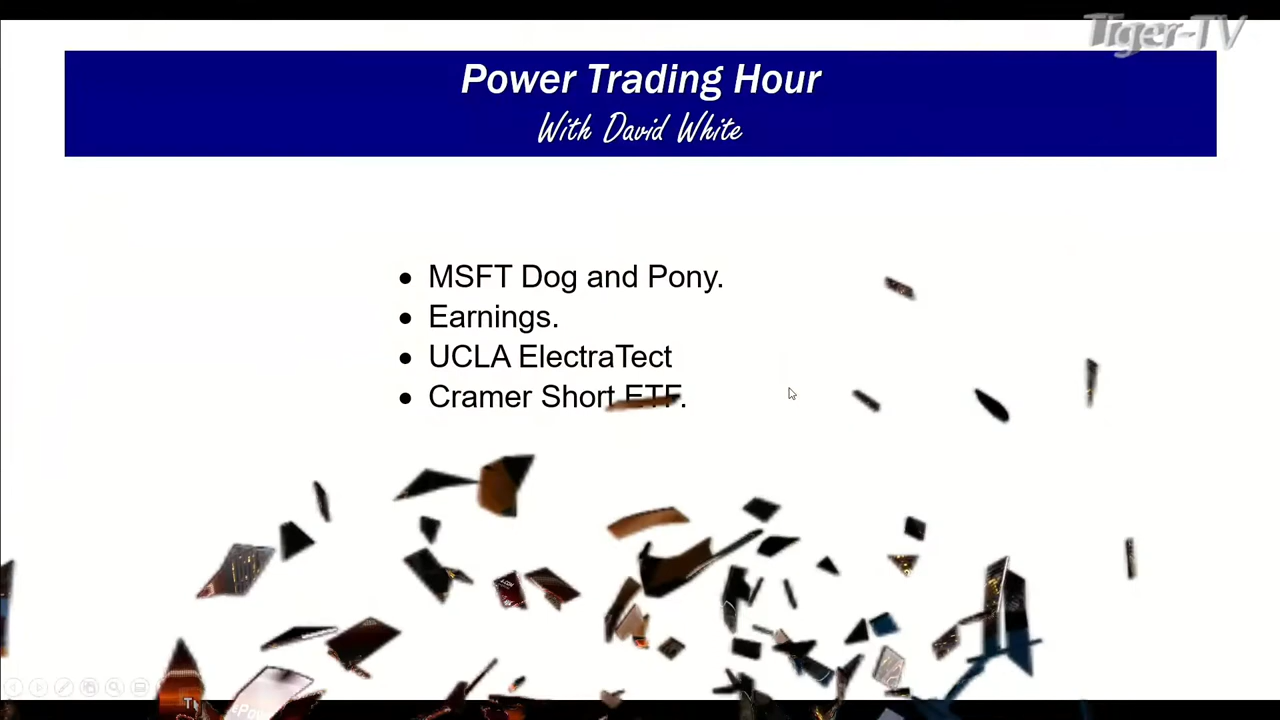 Tiger-TV
Power Trading Hour
With David White
• MSFT Dog and Pony.
• Earnings.
• UCLA ElectraTect
• Cramer Short ETF.